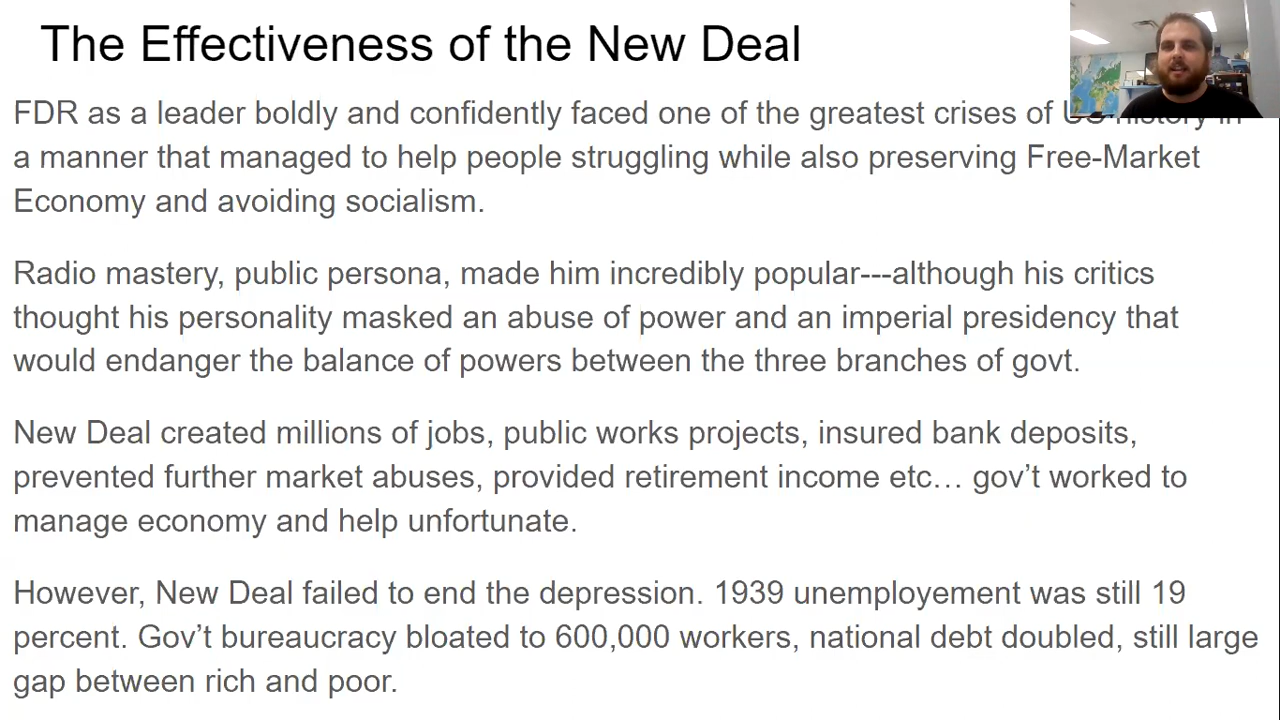 The Effectiveness of the New Deal
FDR as a leader boldly and confidently faced one of the greatest crises of US history in
a manner that managed to help people struggling while also preserving Free-Market
Economy and avoiding socialism.
Radio mastery, public persona, made him incredibly popular---although his critics
thought his personality masked an abuse of power and an imperial presidency that
would endanger the balance of powers between the three branches of govt.
New Deal created millions of jobs, public works projects, insured bank deposits,
prevented further market abuses, provided retirement income etc… gov’t worked to
manage economy and help unfortunate.
However, New Deal failed to end the depression. 1939 unemployement was still 19
percent. Gov’t bureaucracy bloated to 600,000 workers, national debt doubled, still large
gap between rich and poor.